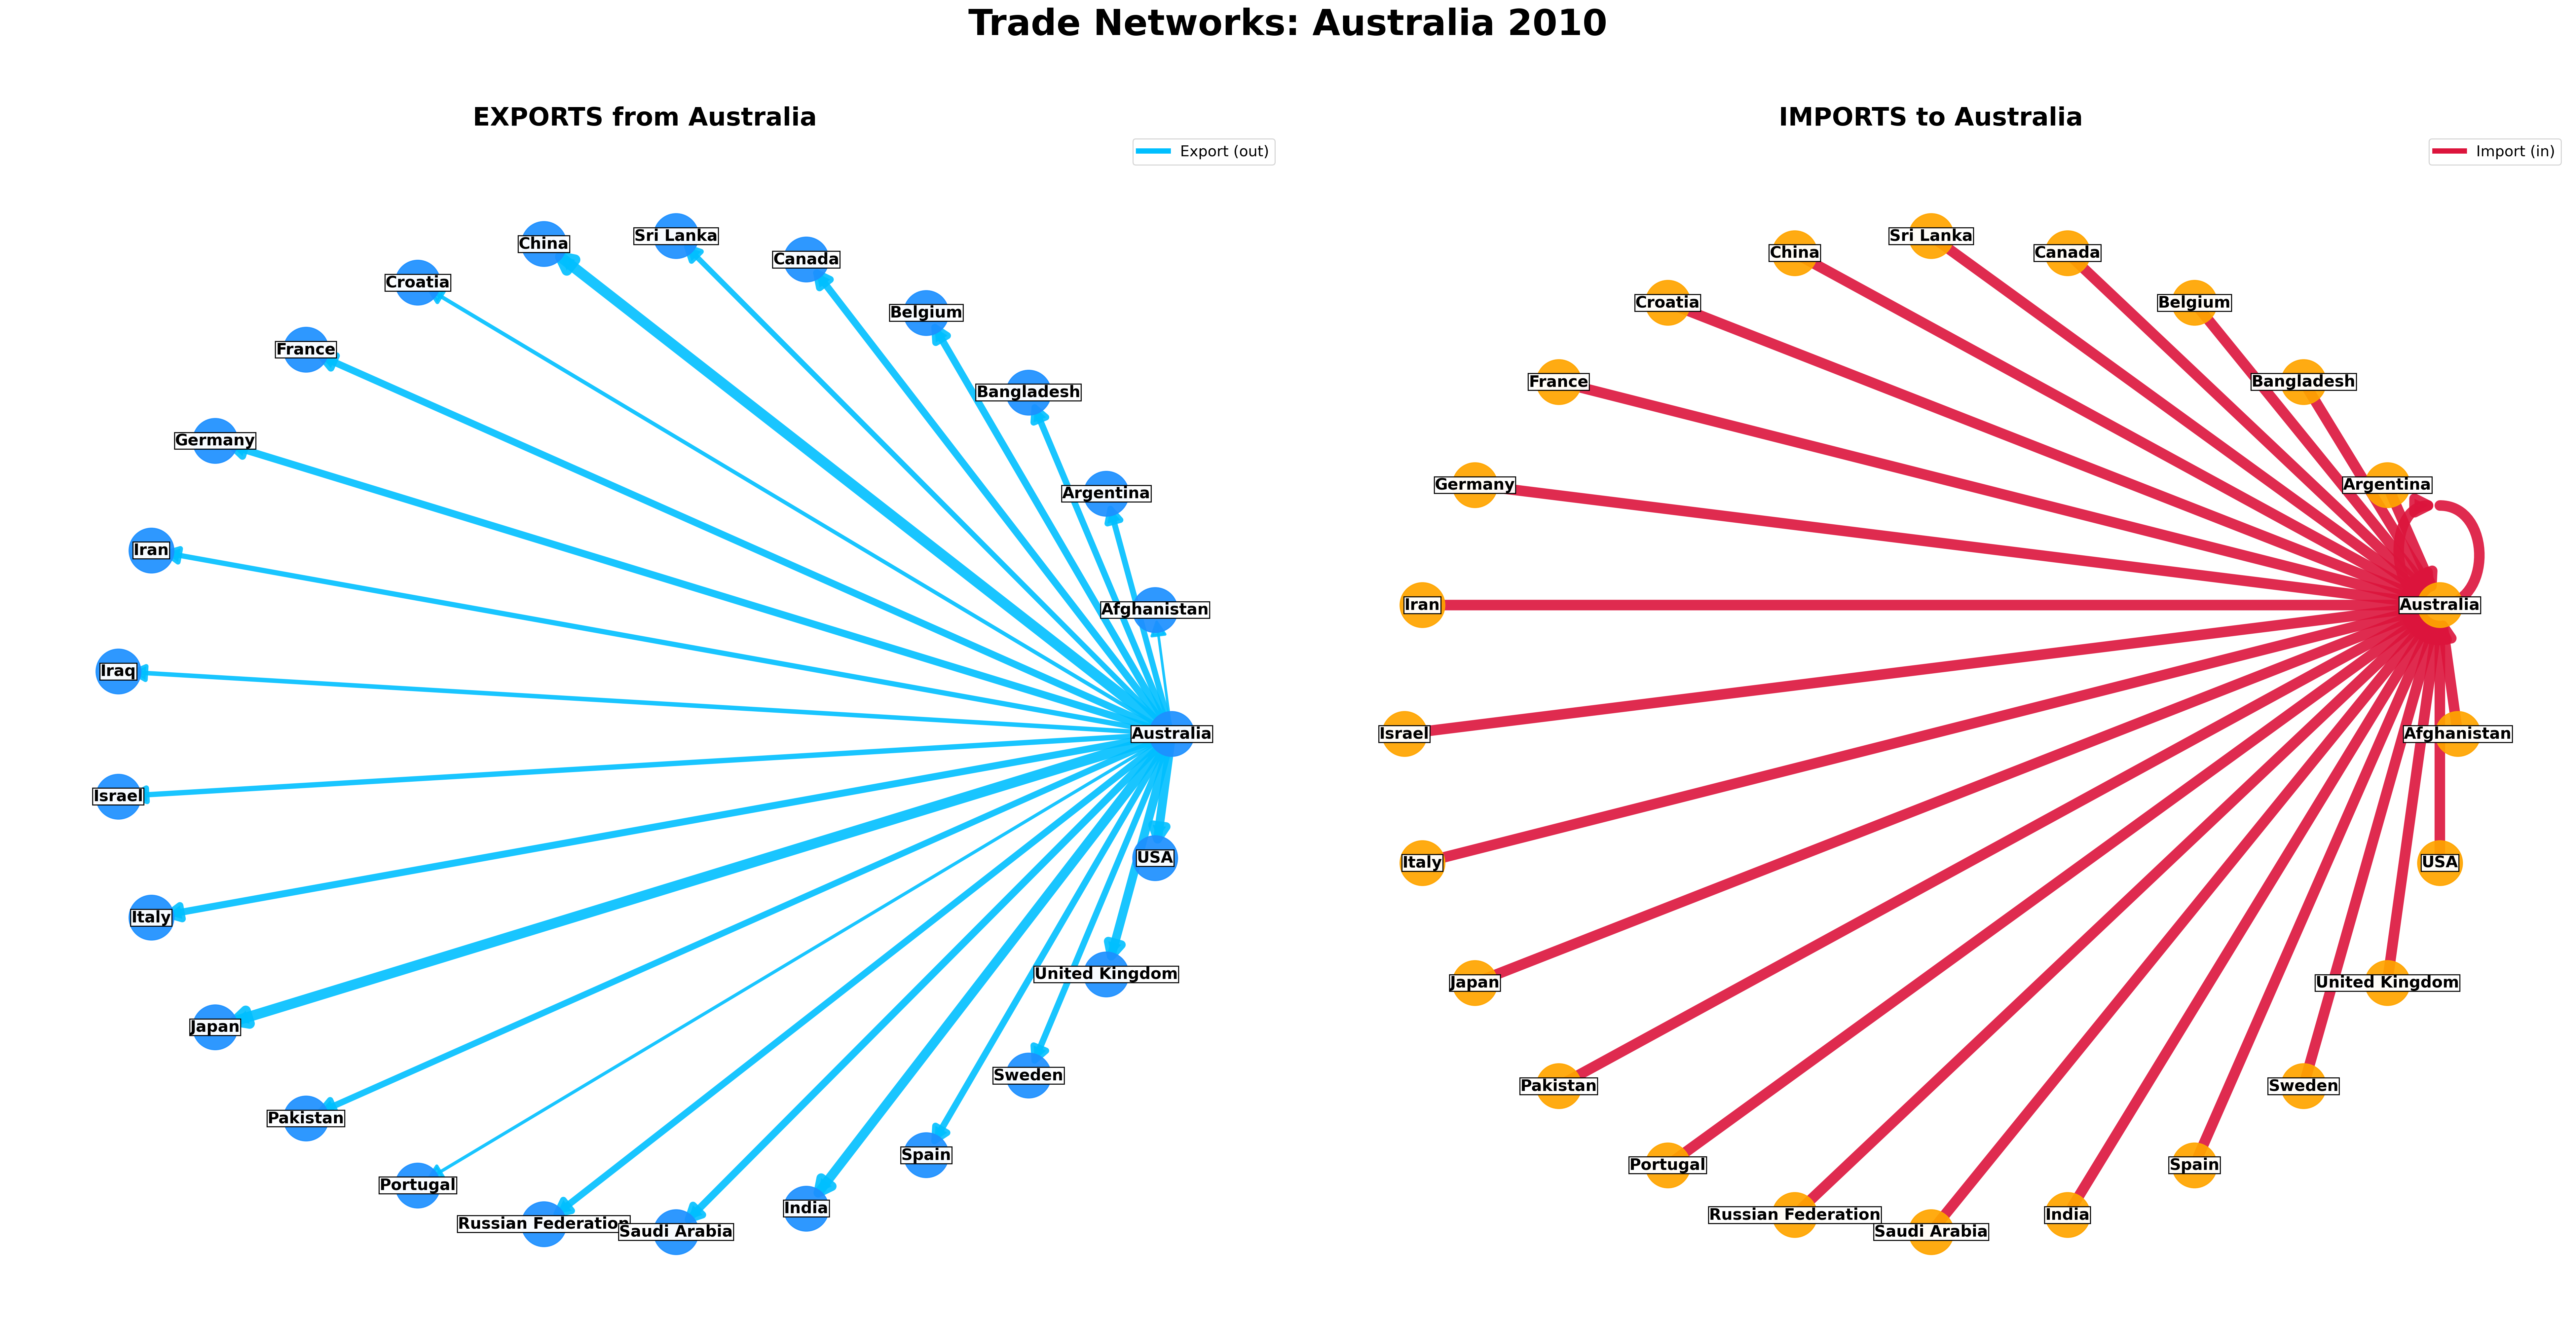 Trade Networks: Australia 2010
EXPORTS from Australia
Export (out)
China
Sri Lanka
Canada
Croatia
Belgium
France
Bangladesh
Germany
Argentina
Iran
Afghanistan
Iraq
Australia
Israel
USA
Italy
United Kingdom
Japan
Sweden
Pakistan
Spain
Portugal
India
Russian Federation
Saudi Arabia
IMPORTS to Australia
Import (in)
Sri Lanka
China
Canada
Croatia
Belgium
France
Bangladesh
Germany
Argentina
Iran
Australia
Israel
Afghanistan
Italy
USA
Japan
United Kingdom
Pakistan
Sweden
Portugal
Spain
Russian Federation
India
Saudi Arabia